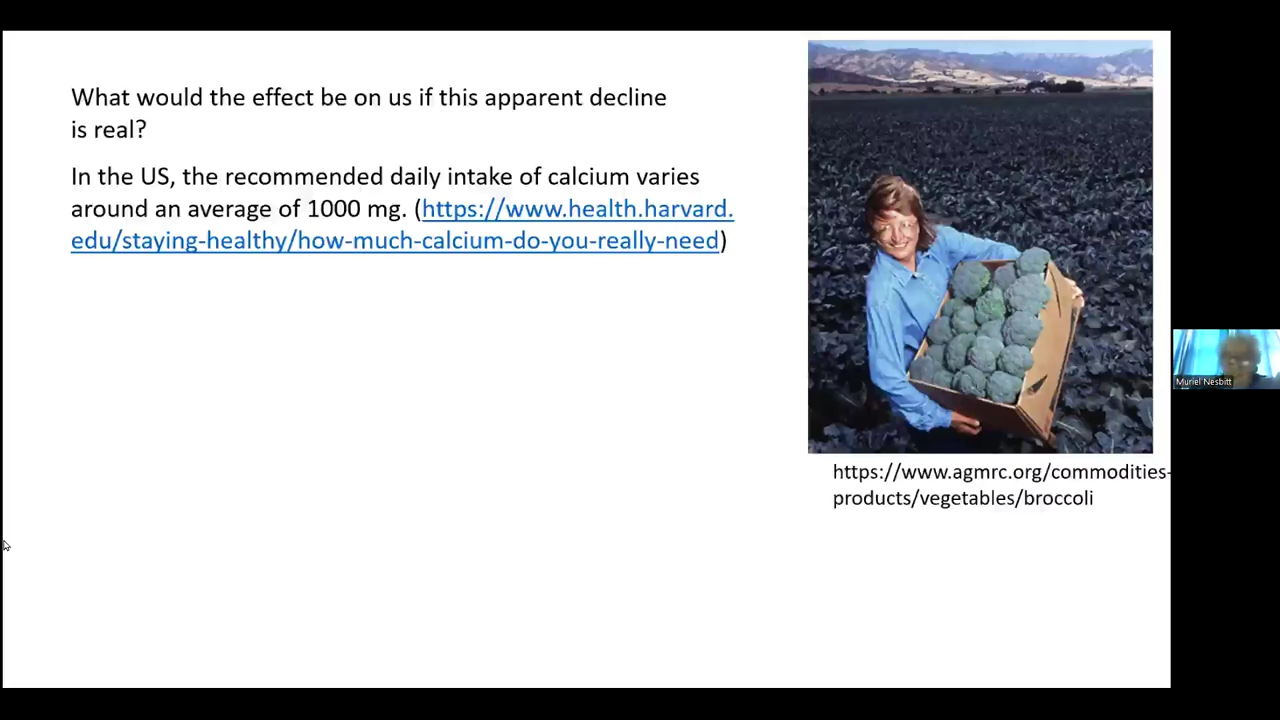 What would the effect be on us if this apparent decline
is real?
In the US, the recommended daily intake of calcium varies
around an average of 1000 mg. (https://www.health.harvard.
edu/staying-healthy/how-much-calcium-do-you-really-need)
https://www.agmrc.org/commodities-
products/vegetables/broccoli
Muriel Nesbitt